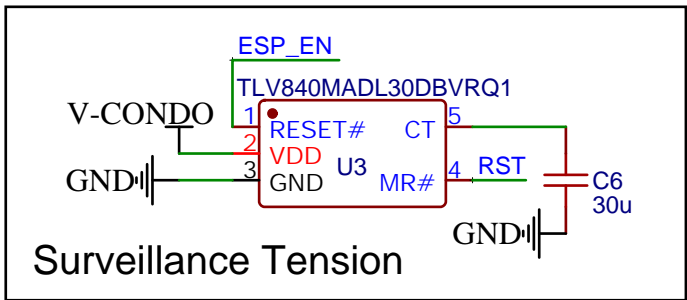 ESP_EN
TLV840MADL30DBVRQ1
V-CONDO
1 RESET# CT 5
2 VDD
U3
GND 3 GND MR# 4 RST
C6
30u
GND
Surveillance Tension